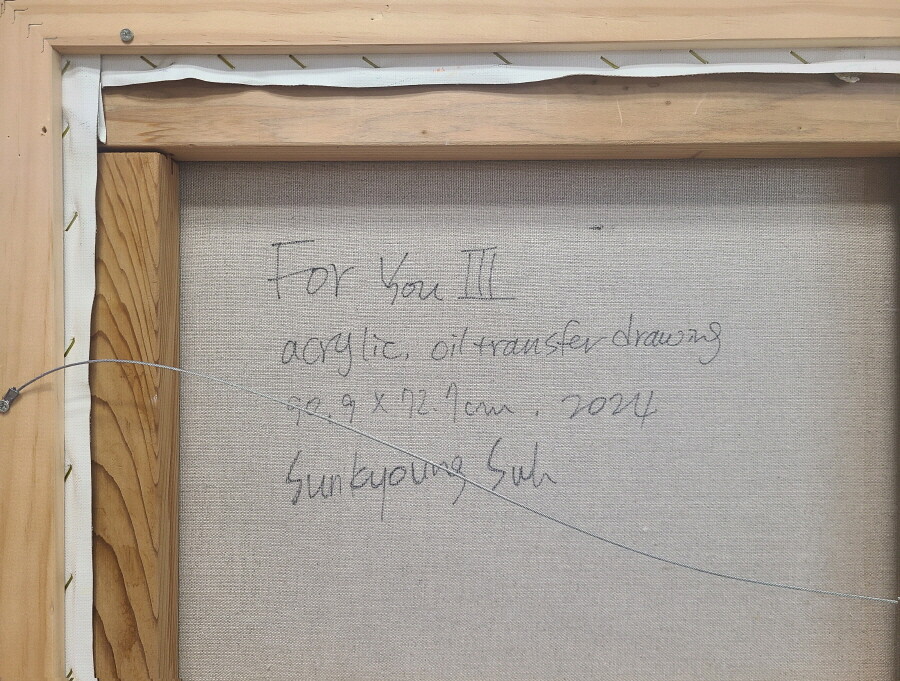 For You III
acrylic, oil transfer drawing
90.9 x 72.7cm, 2024
Sunkyoung Suh